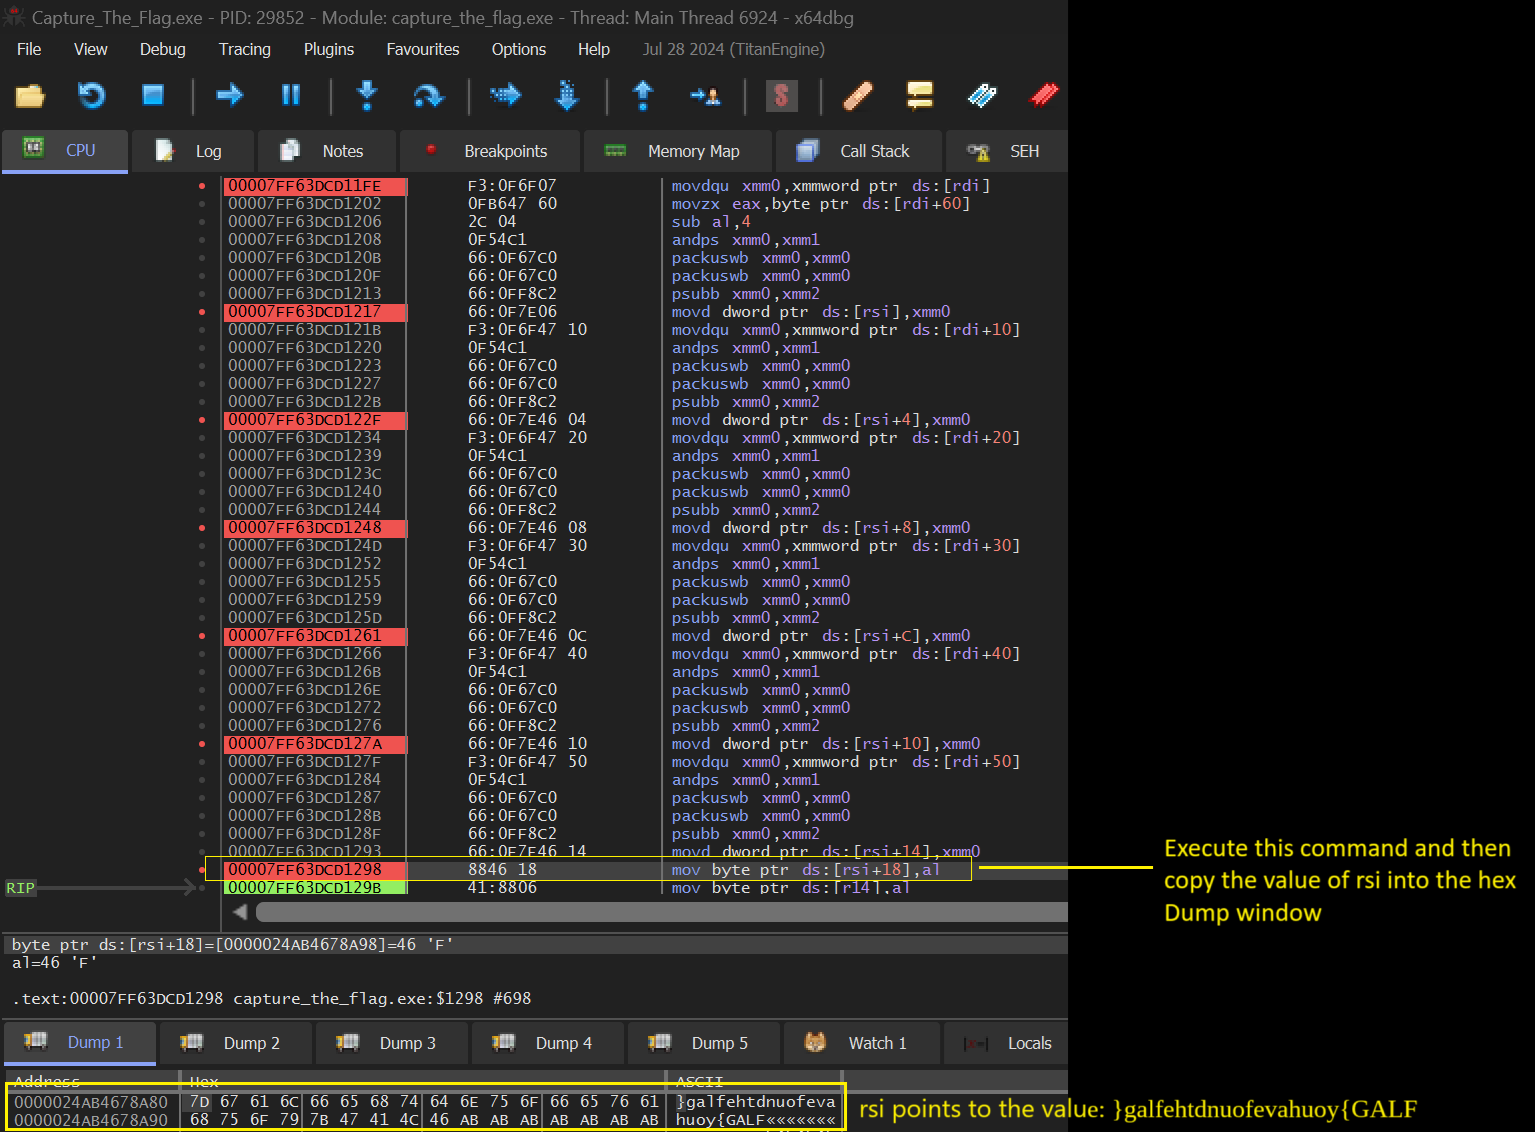 Capture_The_Flag.exe - PID: 29852 - Module: capture_the_flag.exe - Thread: Main Thread 6924 - x64dbg
File View Debug Tracing Plugins Favourites Options Help Jul 28 2024 (TitanEngine)
CPU Log Notes Breakpoints Memory Map Call Stack SEH
00007FF63DCD11FE F3:0F6F07 movdqu xmm0,xmmword ptr ds:[rdi]
00007FF63DCD1202 0FB647 60 movzx eax,byte ptr ds:[rdi+60]
00007FF63DCD1206 2C 04 sub al,4
00007FF63DCD1208 0F54C1 andps xmm0,xmm1
00007FF63DCD120B 66:0F67C0 packuswb xmm0,xmm0
00007FF63DCD120F 66:0F67C0 packuswb xmm0,xmm0
00007FF63DCD1213 66:0FF8C2 psubb xmm0,xmm2
00007FF63DCD1217 66:0F7E06 movd dword ptr ds:[rsi],xmm0
00007FF63DCD121B F3:0F6F47 10 movdqu xmm0,xmmword ptr ds:[rdi+10]
00007FF63DCD1220 0F54C1 andps xmm0,xmm1
00007FF63DCD1223 66:0F67C0 packuswb xmm0,xmm0
00007FF63DCD1227 66:0F67C0 packuswb xmm0,xmm0
00007FF63DCD122B 66:0FF8C2 psubb xmm0,xmm2
00007FF63DCD122F 66:0F7E46 04 movd dword ptr ds:[rsi+4],xmm0
00007FF63DCD1234 F3:0F6F47 20 movdqu xmm0,xmmword ptr ds:[rdi+20]
00007FF63DCD1239 0F54C1 andps xmm0,xmm1
00007FF63DCD123C 66:0F67C0 packuswb xmm0,xmm0
00007FF63DCD1240 66:0F67C0 packuswb xmm0,xmm0
00007FF63DCD1244 66:0FF8C2 psubb xmm0,xmm2
00007FF63DCD1248 66:0F7E46 08 movd dword ptr ds:[rsi+8],xmm0
00007FF63DCD124D F3:0F6F47 30 movdqu xmm0,xmmword ptr ds:[rdi+30]
00007FF63DCD1252 0F54C1 andps xmm0,xmm1
00007FF63DCD1255 66:0F67C0 packuswb xmm0,xmm0
00007FF63DCD1259 66:0F67C0 packuswb xmm0,xmm0
00007FF63DCD125D 66:0FF8C2 psubb xmm0,xmm2
00007FF63DCD1261 66:0F7E46 0C movd dword ptr ds:[rsi+C],xmm0
00007FF63DCD1266 F3:0F6F47 40 movdqu xmm0,xmmword ptr ds:[rdi+40]
00007FF63DCD126B 0F54C1 andps xmm0,xmm1
00007FF63DCD126E 66:0F67C0 packuswb xmm0,xmm0
00007FF63DCD1272 66:0F67C0 packuswb xmm0,xmm0
00007FF63DCD1276 66:0FF8C2 psubb xmm0,xmm2
00007FF63DCD127A 66:0F7E46 10 movd dword ptr ds:[rsi+10],xmm0
00007FF63DCD127F F3:0F6F47 50 movdqu xmm0,xmmword ptr ds:[rdi+50]
00007FF63DCD1284 0F54C1 andps xmm0,xmm1
00007FF63DCD1287 66:0F67C0 packuswb xmm0,xmm0
00007FF63DCD128B 66:0F67C0 packuswb xmm0,xmm0
00007FF63DCD128F 66:0FF8C2 psubb xmm0,xmm2
00007FF63DCD1293 66:0F7E46 14 movd dword ptr ds:[rsi+14],xmm0
00007FF63DCD1298 8846 18 mov byte ptr ds:[rsi+18],al
RIP 00007FF63DCD129B 41:8806 mov byte ptr ds:[r14],al
Execute this command and then
copy the value of rsi into the hex
Dump window
byte ptr ds:[rsi+18]=[0000024AB4678A98]=46 'F'
al=46 'F'
.text:00007FF63DCD1298 capture_the_flag.exe:$1298 #698
Dump 1 Dump 2 Dump 3 Dump 4 Dump 5 Watch 1 Locals
Address Hex ASCII
0000024AB4678A80 7D 67 61 6C 66 65 68 74 64 6E 75 6F 66 65 76 61 }galfehtdnuofeva
0000024AB4678A90 68 75 6F 79 7B 47 41 4C 46 AB AB AB AB AB AB AB huoy{GALF«««««««
rsi points to the value: }galfehtdnuofevahuoy{GALF